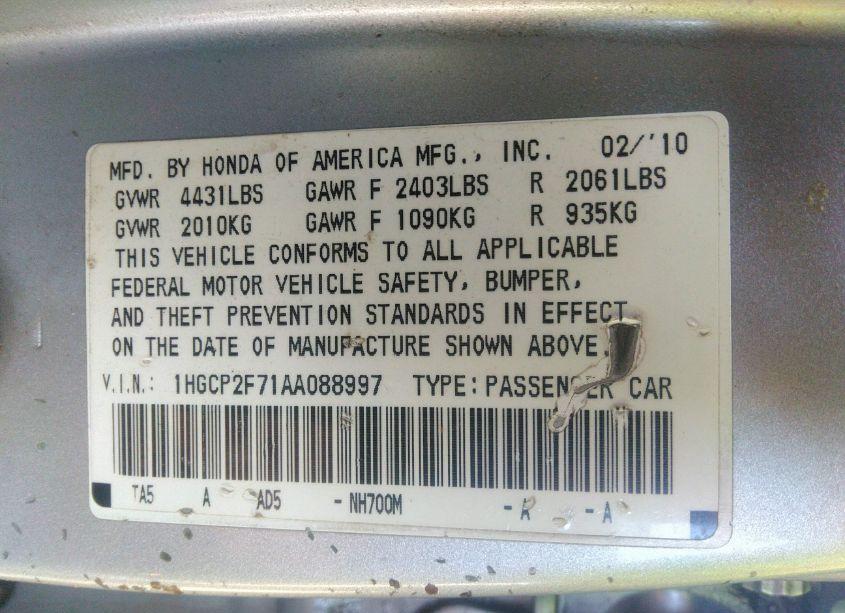 MFD. BY HONDA OF AMERICA MFG., INC. 02/'10
GVWR 4431LBS GAWR F 2403LBS R 2061LBS
GVWR 2010KG GAWR F 1090KG R 935KG
THIS VEHICLE CONFORMS TO ALL APPLICABLE
FEDERAL MOTOR VEHICLE SAFETY, BUMPER,
AND THEFT PREVENTION STANDARDS IN EFFECT
ON THE DATE OF MANUFACTURE SHOWN ABOVE.
V.I.N.: 1HGCP2F71AA088997 TYPE: PASSENGER CAR
TA5 A AD5 - NH700M - A - A